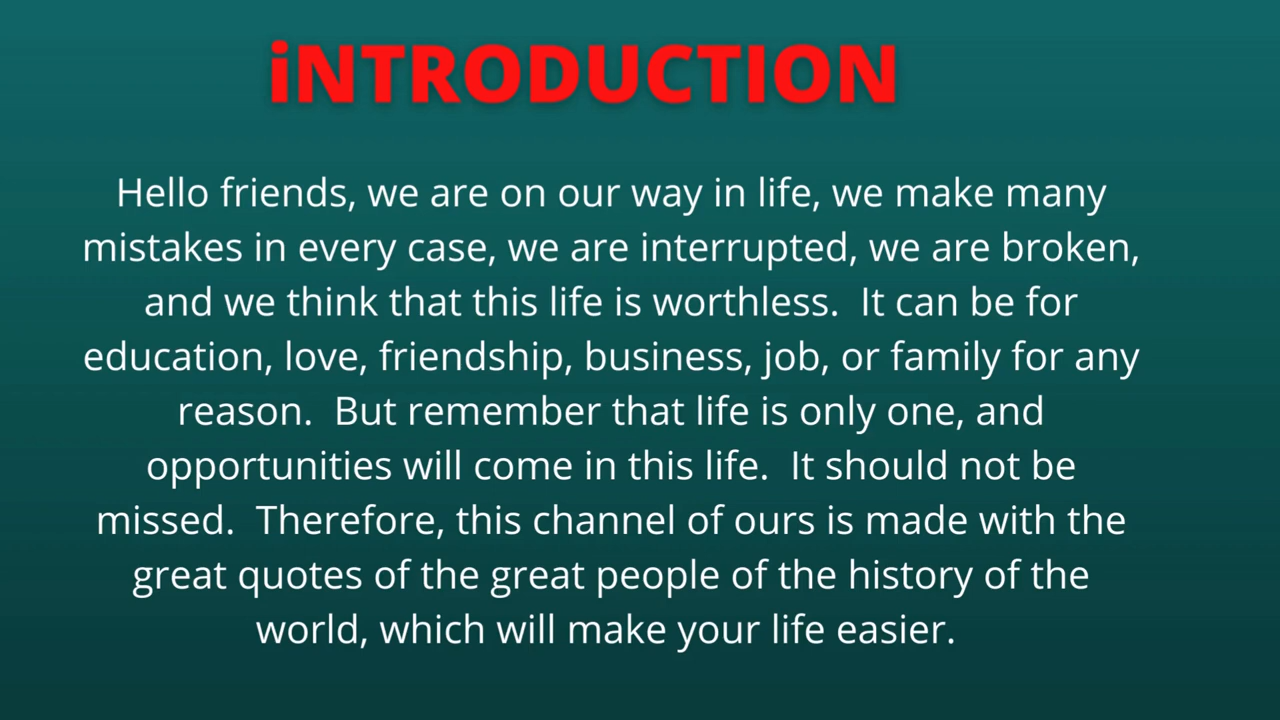 iNTRODUCTION
Hello friends, we are on our way in life, we make many
mistakes in every case, we are interrupted, we are broken,
and we think that this life is worthless.  It can be for
education, love, friendship, business, job, or family for any
reason.  But remember that life is only one, and
opportunities will come in this life.  It should not be
missed.  Therefore, this channel of ours is made with the
great quotes of the great people of the history of the
world, which will make your life easier.